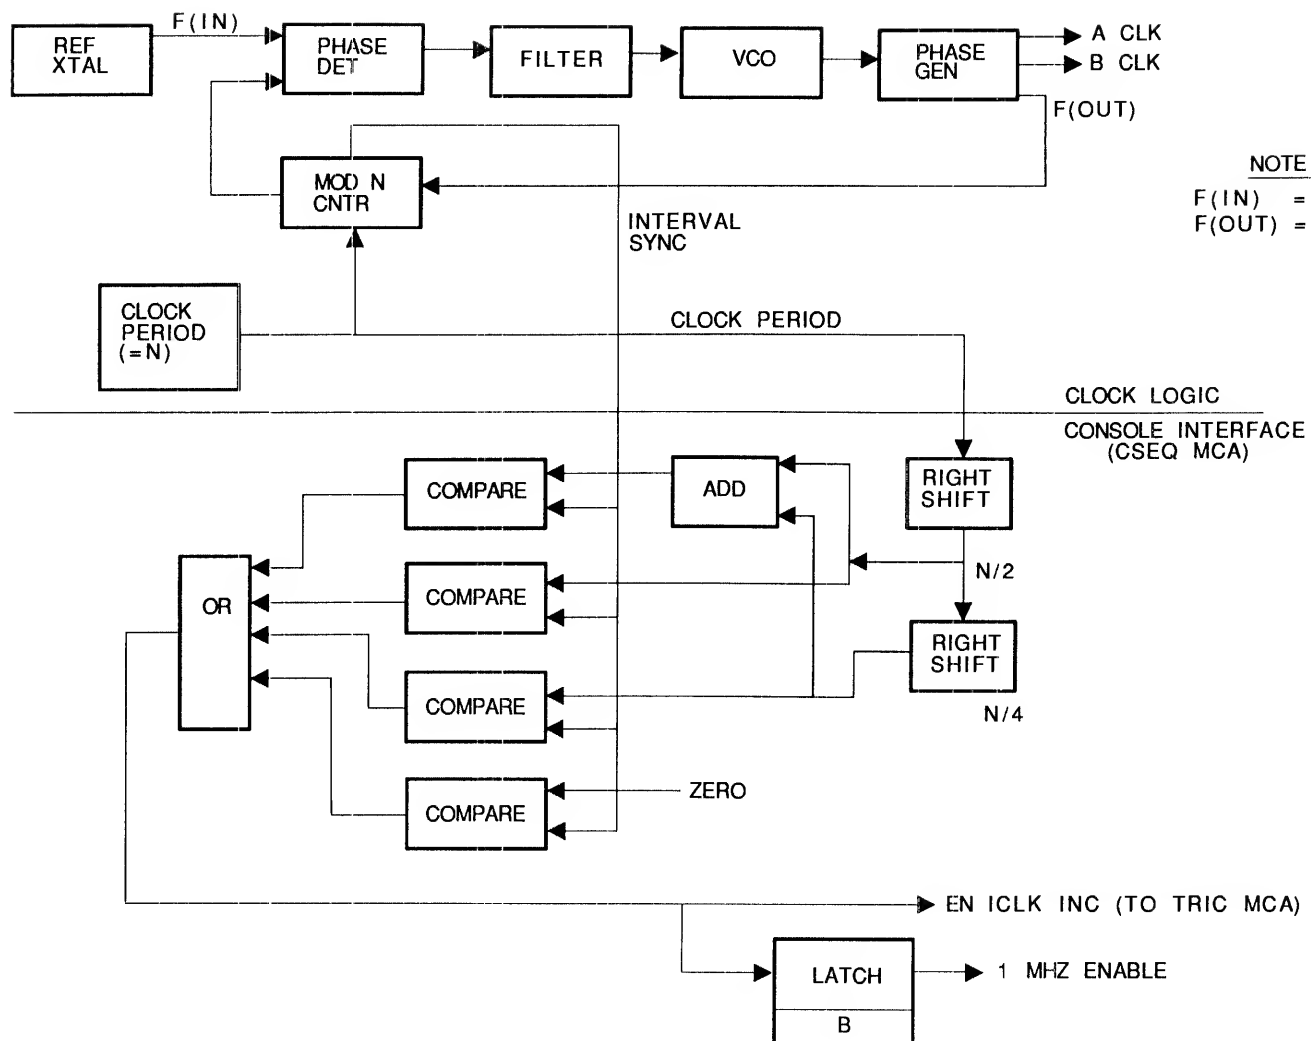 F(IN)
REF
XTAL
PHASE
DET
FILTER
VCO
PHASE
GEN
A CLK
B CLK
F(OUT)
MOD N
CNTR
NOTE
F(IN) =
F(OUT) =
INTERVAL
SYNC
CLOCK
PERIOD
(=N)
CLOCK PERIOD
CLOCK LOGIC
CONSOLE INTERFACE
(CSEQ MCA)
COMPARE
ADD
RIGHT
SHIFT
N/2
COMPARE
OR
RIGHT
SHIFT
COMPARE
N/4
COMPARE
ZERO
EN ICLK INC (TO TRIC MCA)
LATCH
1 MHZ ENABLE
B